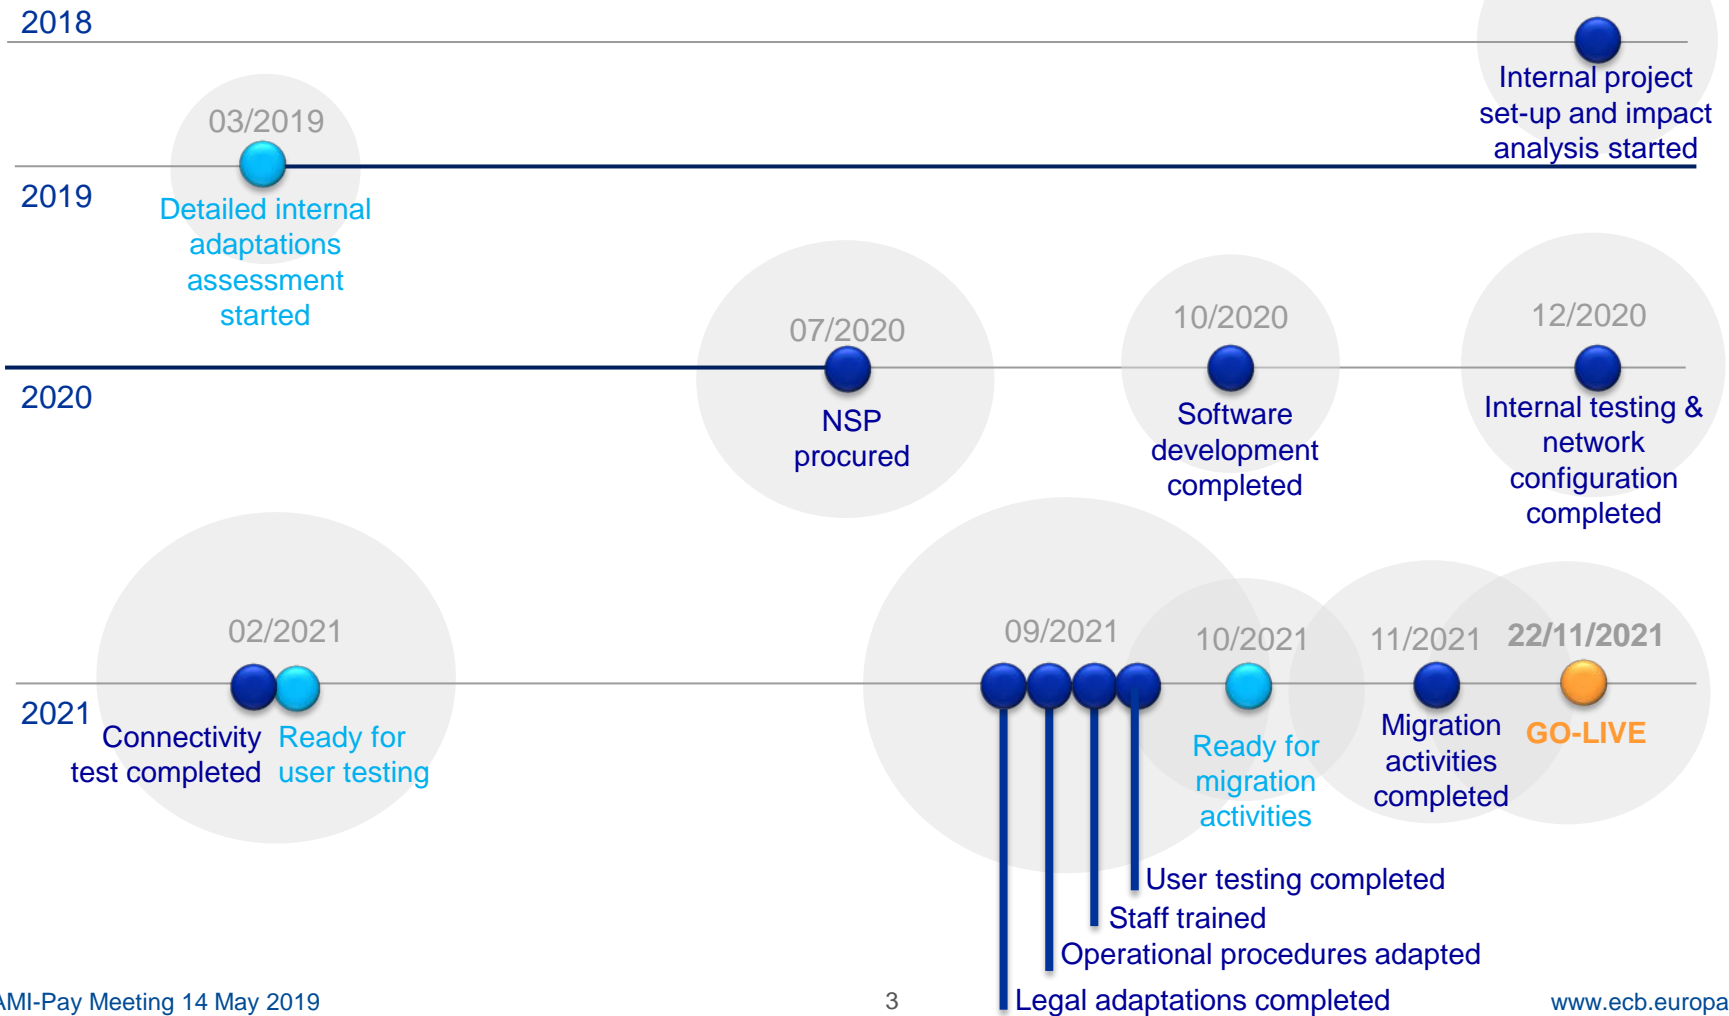 2018
Internal project
set-up and impact
analysis started
03/2019
2019
Detailed internal
adaptations
assessment
started
07/2020
10/2020
12/2020
2020
NSP
procured
Software
development
completed
Internal testing &
network
configuration
completed
02/2021
09/2021
10/2021
11/2021
22/11/2021
2021
Connectivity
test completed
Ready for
user testing
Ready for
migration
activities
Migration
activities
completed
GO-LIVE
User testing completed
Staff trained
Operational procedures adapted
Legal adaptations completed
AMI-Pay Meeting 14 May 2019
3
www.ecb.europa